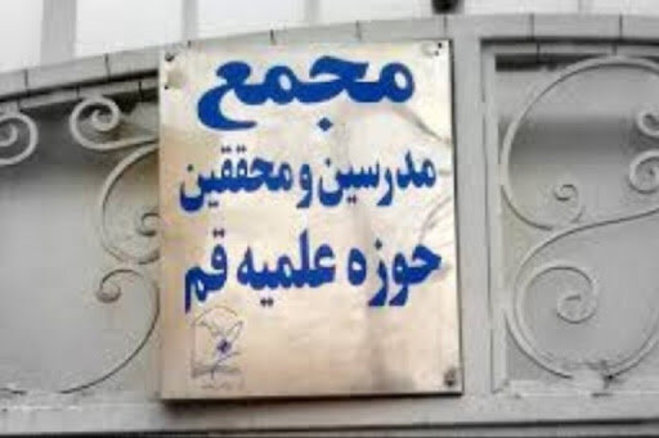 مجمع
مدرسین و محققین
حوزه علمیه قم